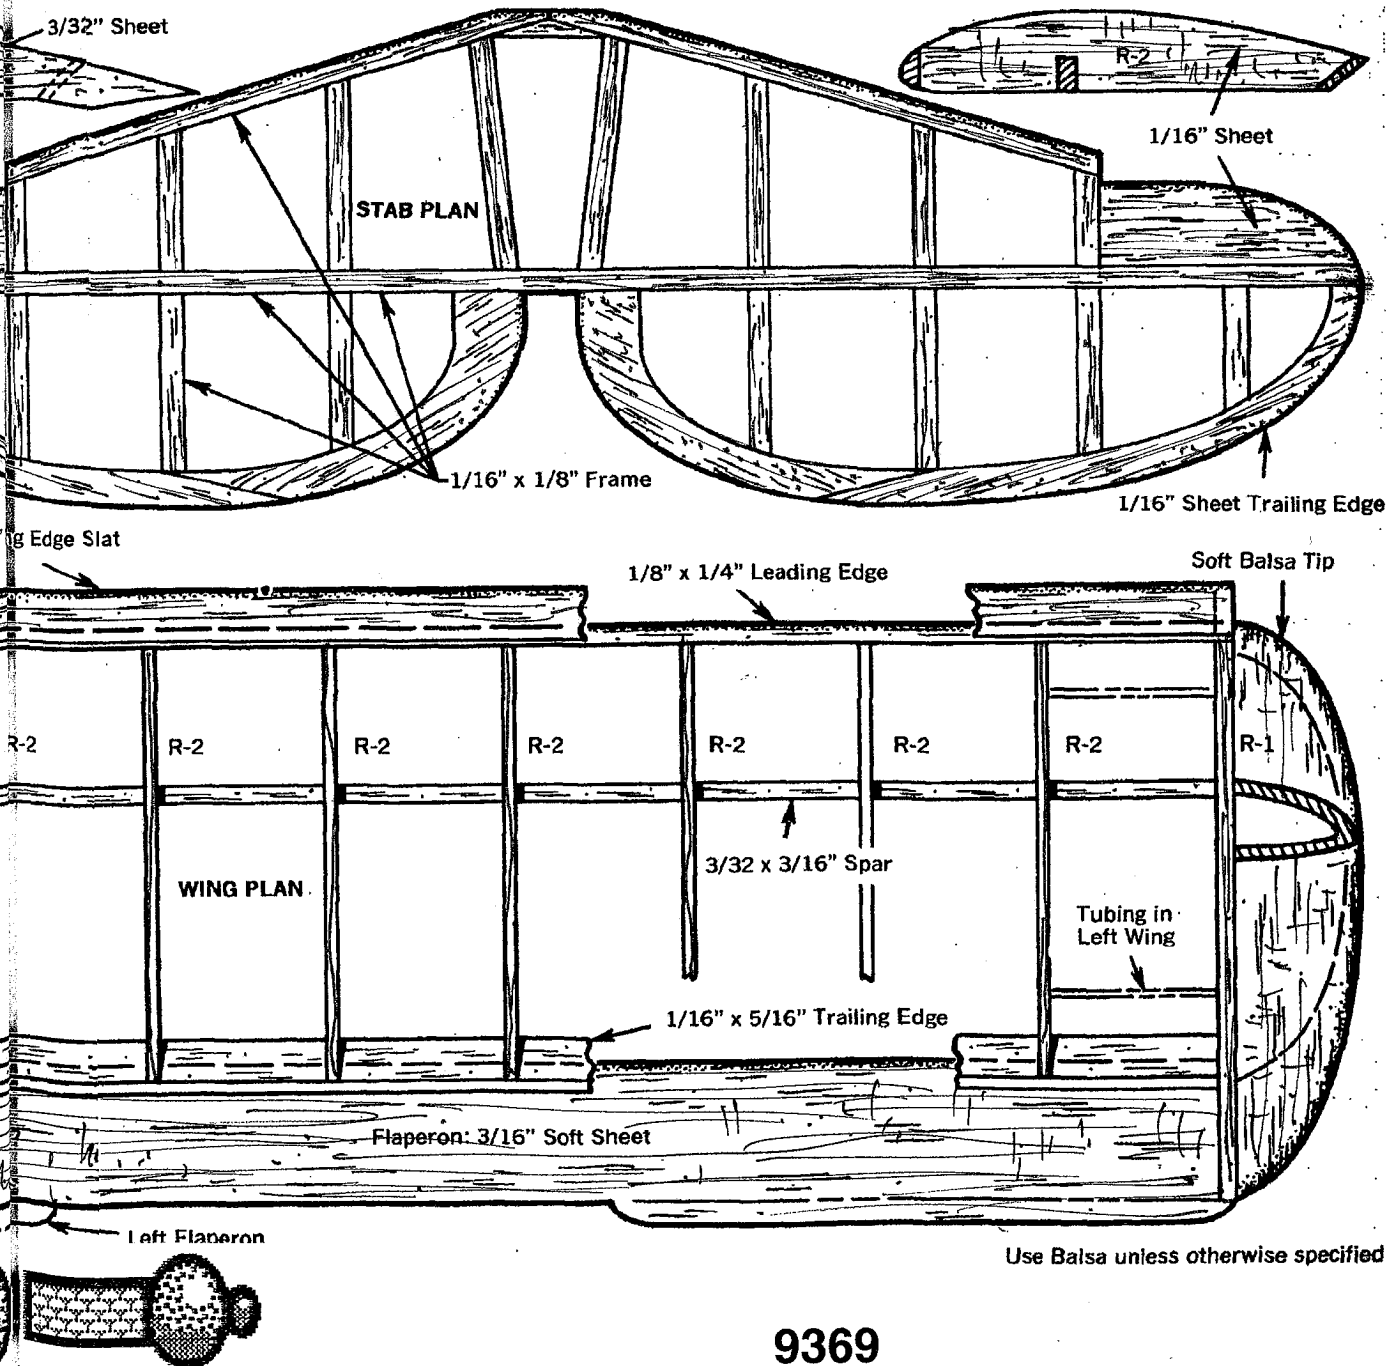 3/32” Sheet
R-2
1/16” Sheet
STAB PLAN
1/16” x 1/8” Frame
1/16” Sheet Trailing Edge
Edge Slat
1/8” x 1/4” Leading Edge
Soft Balsa Tip
R-2 R-2 R-2 R-2 R-2 R-2 R-2 R-1
3/32 x 3/16” Spar
WING PLAN
Tubing in
Left Wing
1/16” x 5/16” Trailing Edge
Flaperon: 3/16” Soft Sheet
Left Flaperon
Use Balsa unless otherwise specified
9369